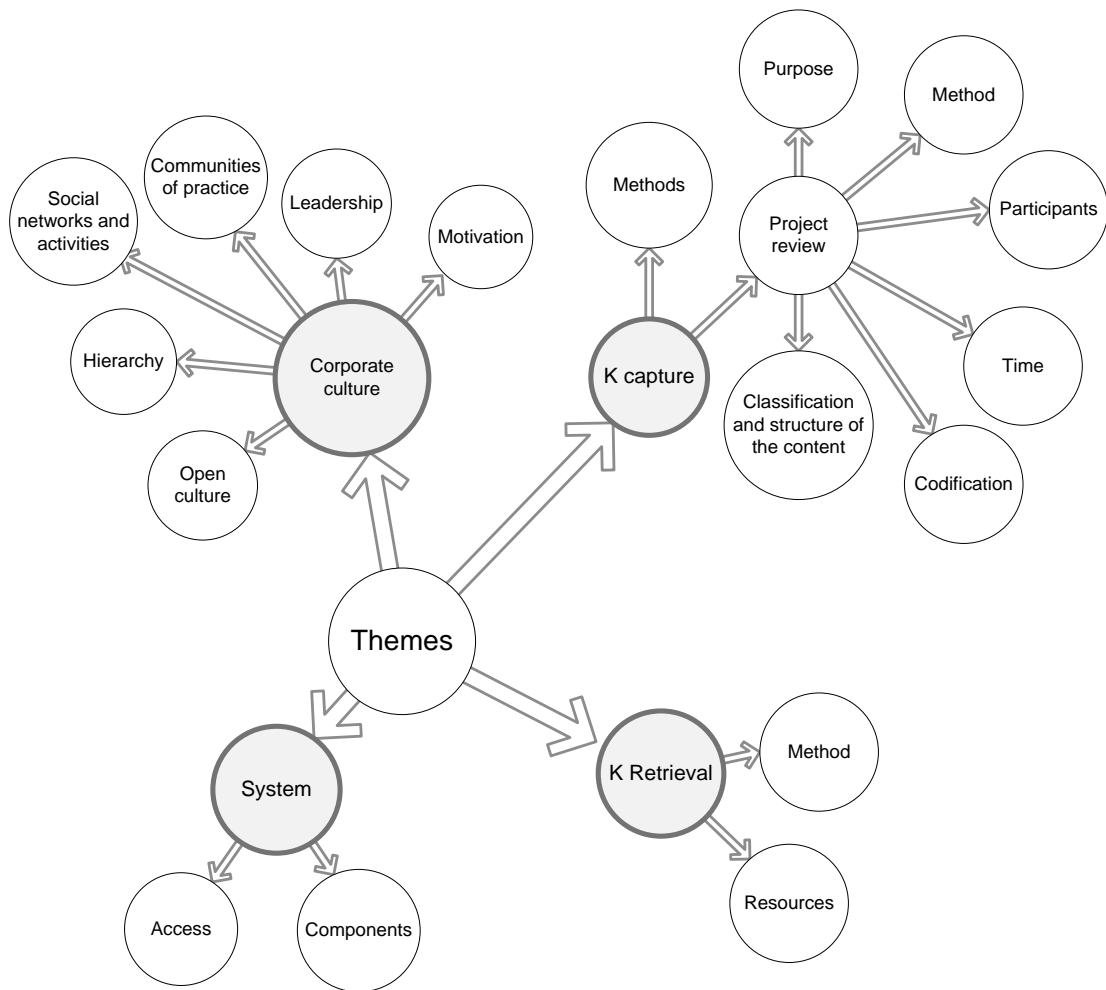 Purpose
Method
Communities
of practice
Social
networks and
activities
Leadership
Motivation
Methods
Project
review
Participants
Hierarchy
Corporate
culture
K capture
Time
Classification
and structure of
the content
Open
culture
Codification
Themes
Method
K Retrieval
System
Resources
Access
Components